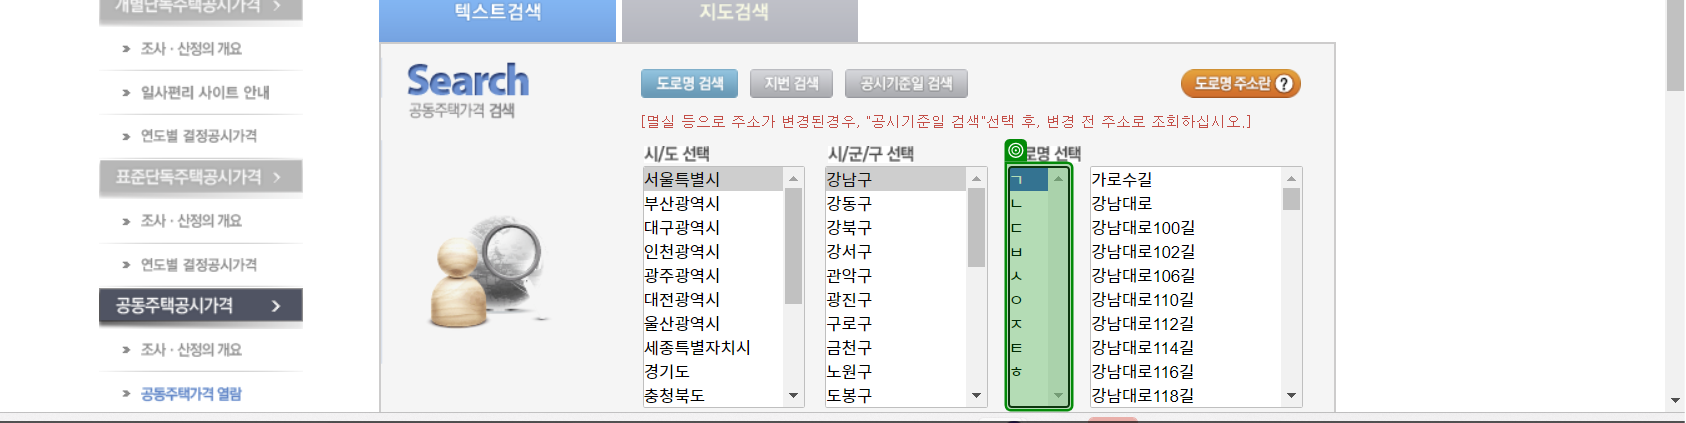 개별단독주택공시가격
조사 · 산정의 개요
일사편리 사이트 안내
연도별 결정공시가격
표준단독주택공시가격
조사 · 산정의 개요
연도별 결정공시가격
공동주택공시가격
조사 · 산정의 개요
공동주택가격 열람
텍스트검색
지도검색
Search
공동주택가격 검색
도로명 검색
지번 검색
공시기준일 검색
도로명 주소란 ?
[멸실 등으로 주소가 변경된경우, "공시기준일 검색"선택 후, 변경 전 주소로 조회하십시오.]
시/도 선택
서울특별시
부산광역시
대구광역시
인천광역시
광주광역시
대전광역시
울산광역시
세종특별자치시
경기도
충청북도
시/군/구 선택
강남구
강동구
강북구
강서구
관악구
광진구
구로구
금천구
노원구
도봉구
로명 선택
ㄱ
ㄴ
ㄷ
ㅂ
ㅅ
ㅇ
ㅈ
ㅌ
ㅎ
가로수길
강남대로
강남대로100길
강남대로102길
강남대로106길
강남대로110길
강남대로112길
강남대로114길
강남대로116길
강남대로118길